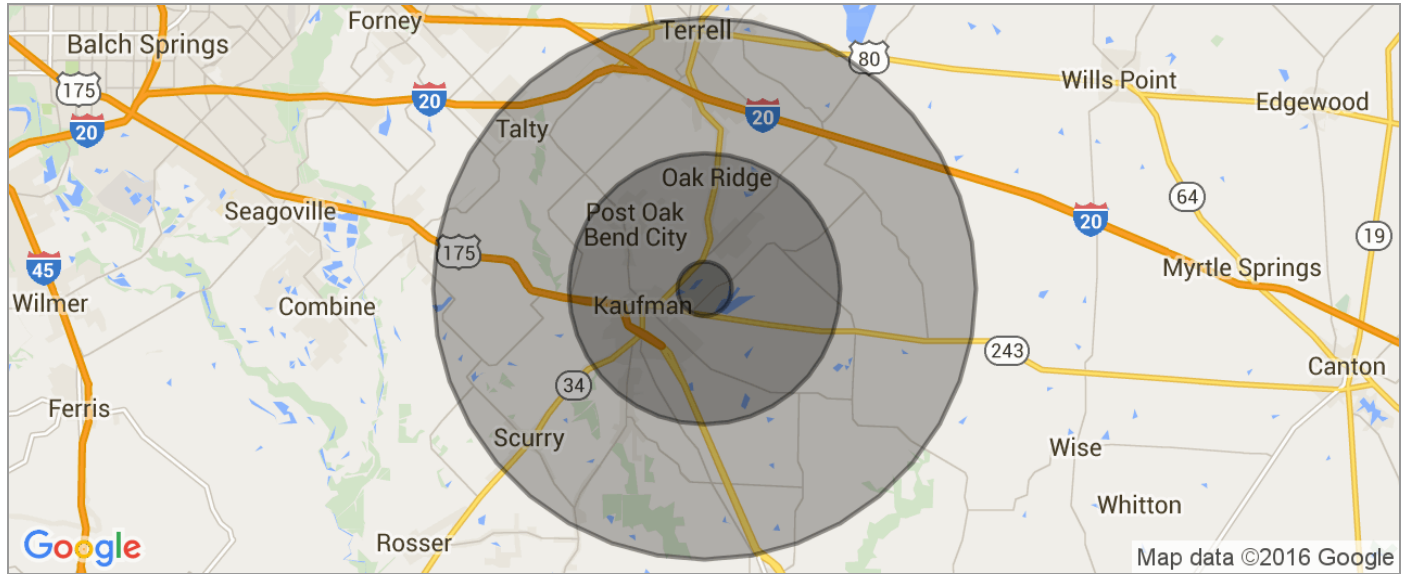 Forney
Terrell
Balch Springs
80
Wills Point
175
20
Edgewood
20
20
Talty
Oak Ridge
64
Seagoville
Post Oak
Bend City
20
19
175
45
Myrtle Springs
Wilmer
Combine
Kaufman
243
Canton
34
Ferris
Scurry
Wise
Whitton
Rosser
Google
Map data ©2016 Google